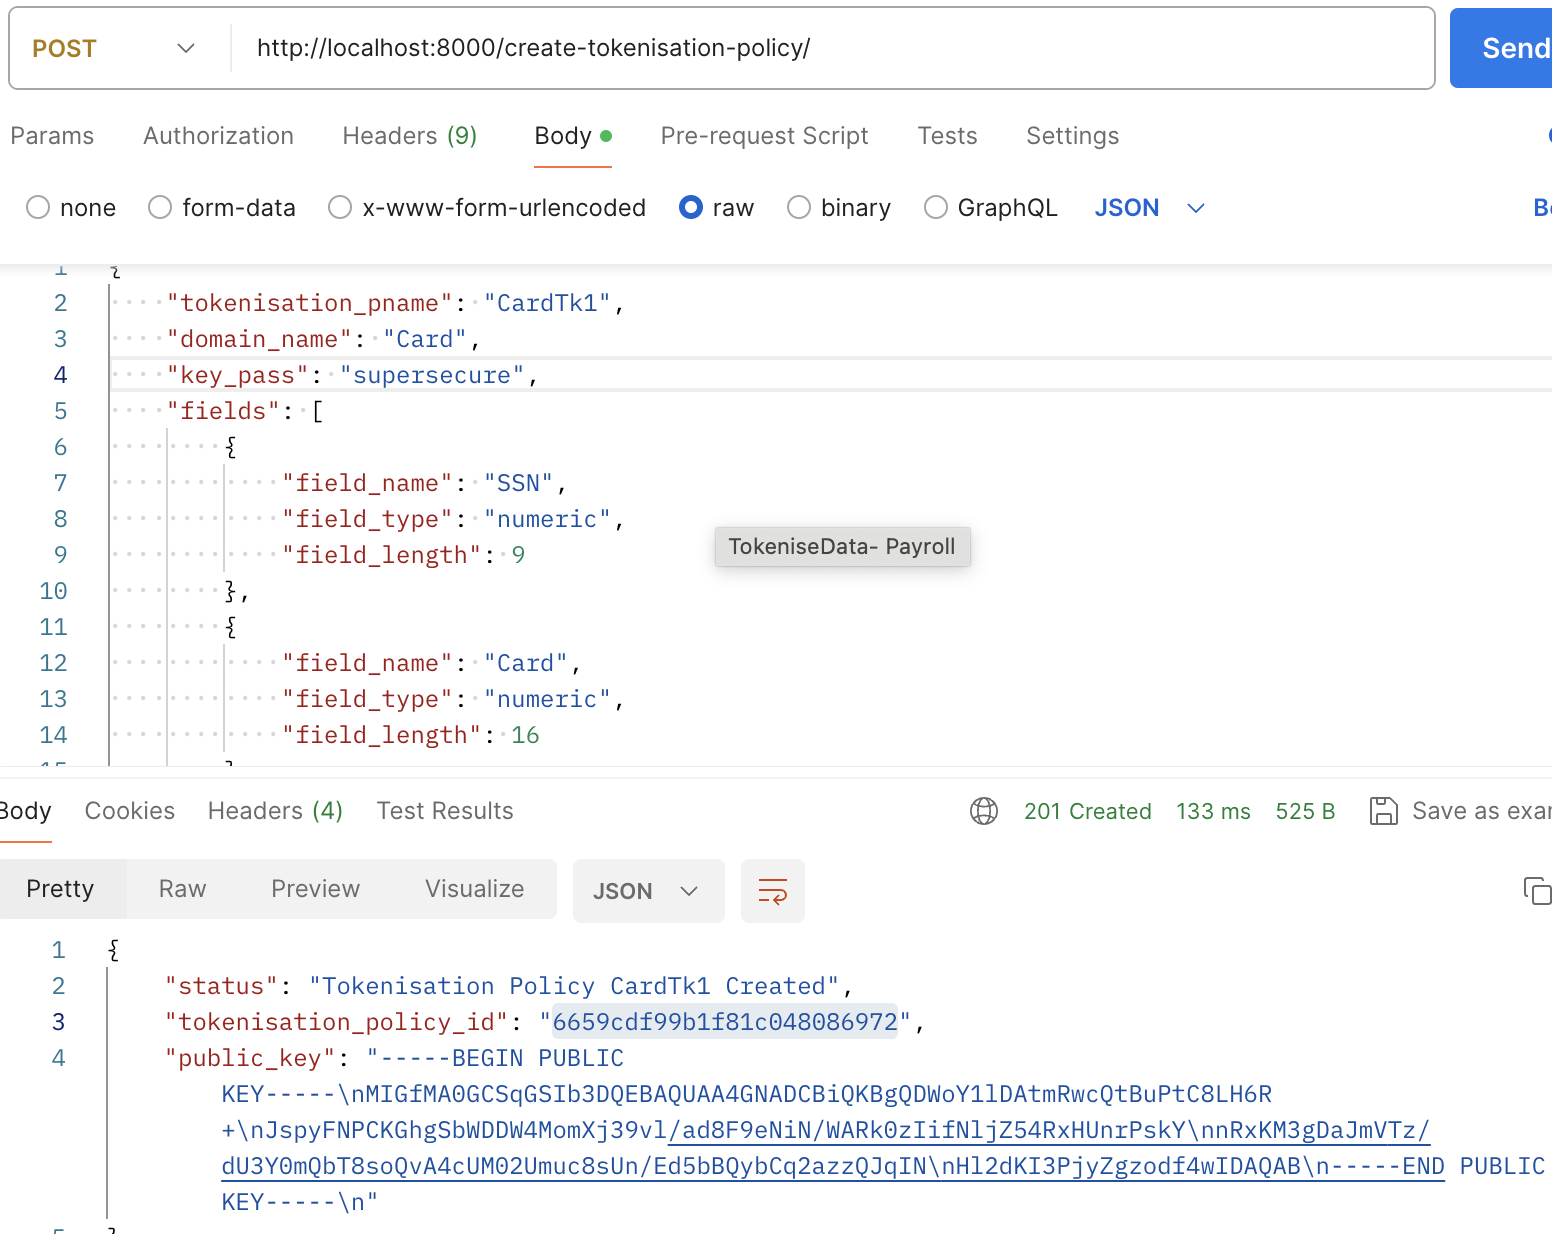 POST http://localhost:8000/create-tokenisation-policy/ Send
Params Authorization Headers (9) Body Pre-request Script Tests Settings
none form-data x-www-form-urlencoded raw binary GraphQL JSON
1 {
2 "tokenisation_pname": "CardTk1",
3 "domain_name": "Card",
4 "key_pass": "supersecure",
5 "fields": [
6 {
7 "field_name": "SSN",
8 "field_type": "numeric",
9 "field_length": 9
TokeniseData- Payroll
10 },
11 {
12 "field_name": "Card",
13 "field_type": "numeric",
14 "field_length": 16
15 }
Body Cookies Headers (4) Test Results 201 Created 133 ms 525 B Save as exam
Pretty Raw Preview Visualize JSON
1 {
2 "status": "Tokenisation Policy CardTk1 Created",
3 "tokenisation_policy_id": "6659cdf99b1f81c048086972",
4 "public_key": "-----BEGIN PUBLIC
KEY-----\nMIGfMA0GCSqGSIb3DQEBAQUAA4GNADCBiQKBgQDWoY1lDAtmRwcQtBuPtC8LH6R
+\nJspyFNPCKGhgSbWDDW4MomXj39vl/ad8F9eNiN/WARk0zIifNljZ54RxHUnrPskY\nnRxKM3gDaJmVTz/
dU3Y0mQbT8soQvA4cUM02Umuc8sUn/Ed5bBQybCq2azzQJqIN\nHl2dKI3PjyZgzodf4wIDAQAB\n-----END PUBLIC
KEY-----\n"
5 }